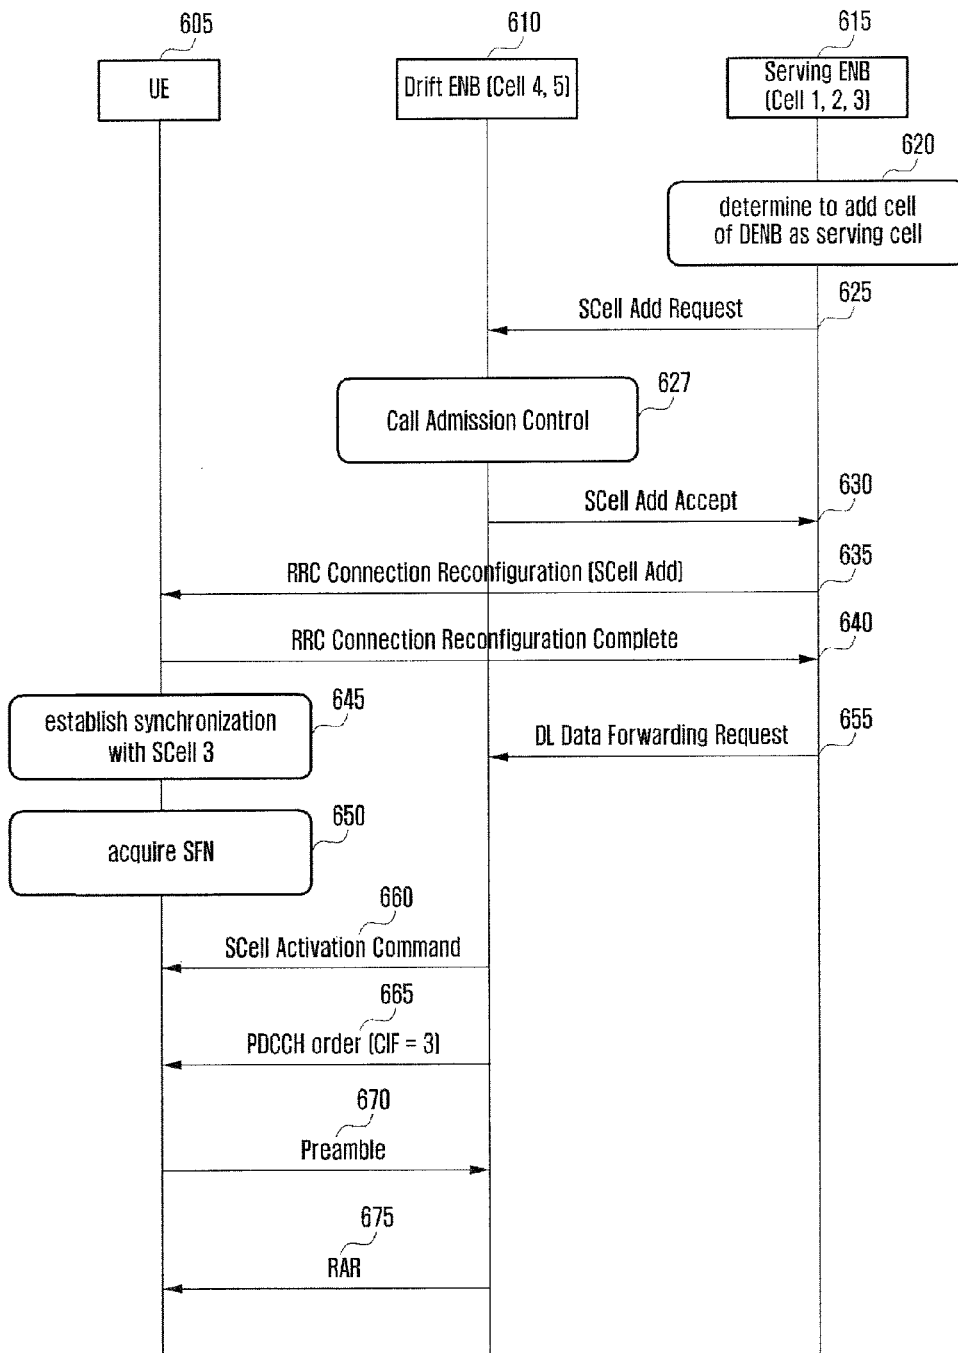 605
610
615
UE
Drift ENB (Cell 4, 5)
Serving ENB
(Cell 1, 2, 3)
620
determine to add cell
of DENB as serving cell
625
SCell Add Request
627
Call Admission Control
630
SCell Add Accept
635
RRC Connection Reconfiguration (SCell Add)
640
RRC Connection Reconfiguration Complete
645
establish synchronization
with SCell 3
655
DL Data Forwarding Request
650
acquire SFN
660
SCell Activation Command
665
PDCCH order (CIF = 3)
670
Preamble
675
RAR